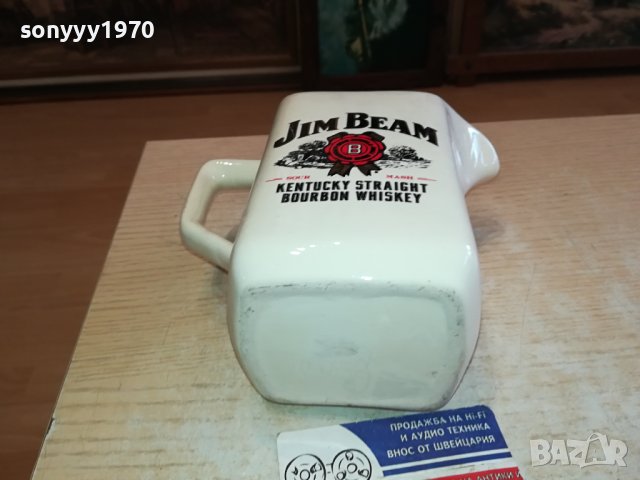 sonyyy1970
JIM BEAM
B
SOUR MASH
KENTUCKY STRAIGHT
BOURBON WHISKEY
ПРОДАЖБА НА Hi-Fi
И АУДИО ТЕХНИКА
ВНОС ОТ ШВЕЙЦАРИЯ
BAZAR